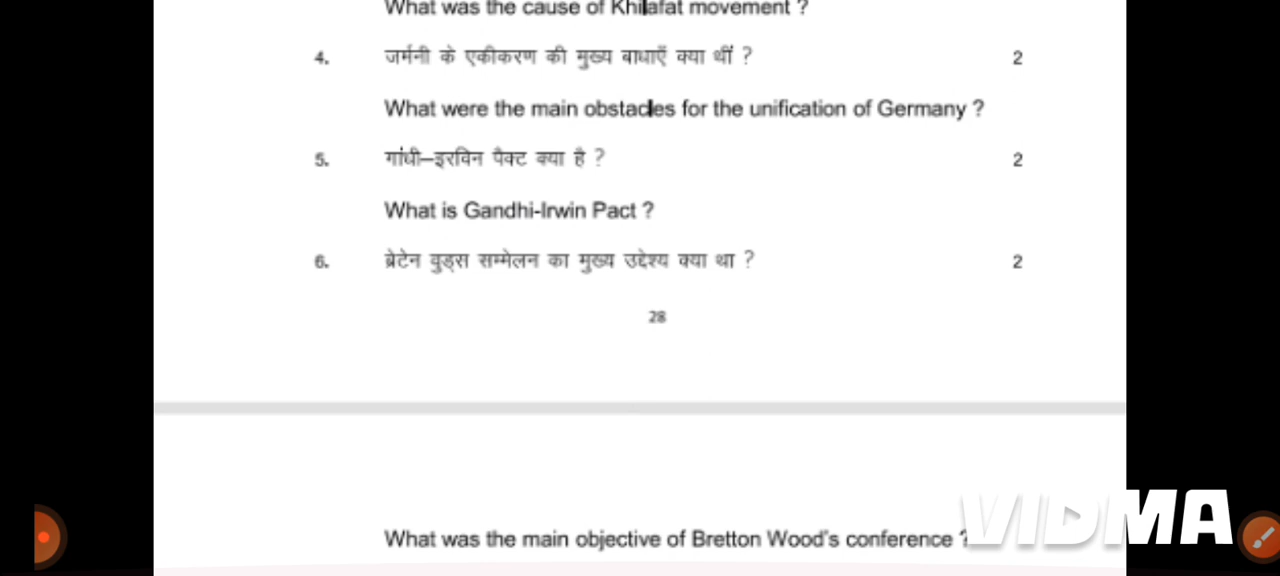 What was the cause of Khilafat movement ?
4. जर्मनी के एकीकरण की मुख्य बाधाएँ क्या थीं ? 2
What were the main obstacles for the unification of Germany ?
5. गांधी–इरविन पैक्ट क्या है ? 2
What is Gandhi-Irwin Pact ?
6. ब्रेटेन वुड्स सम्मेलन का मुख्य उद्देश्य क्या था ? 2
28
What was the main objective of Bretton Wood's conference ?
VIDMA